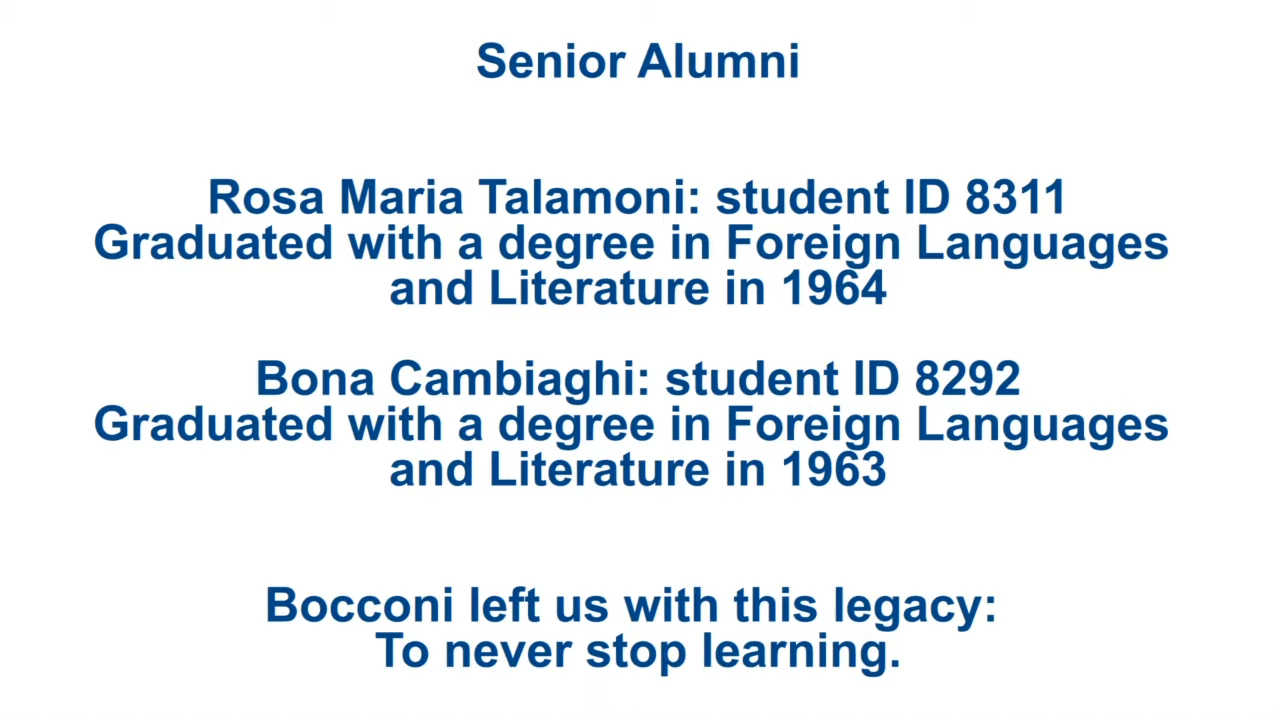 Senior Alumni
Rosa Maria Talamoni: student ID 8311
Graduated with a degree in Foreign Languages
and Literature in 1964
Bona Cambiaghi: student ID 8292
Graduated with a degree in Foreign Languages
and Literature in 1963
Bocconi left us with this legacy:
To never stop learning.